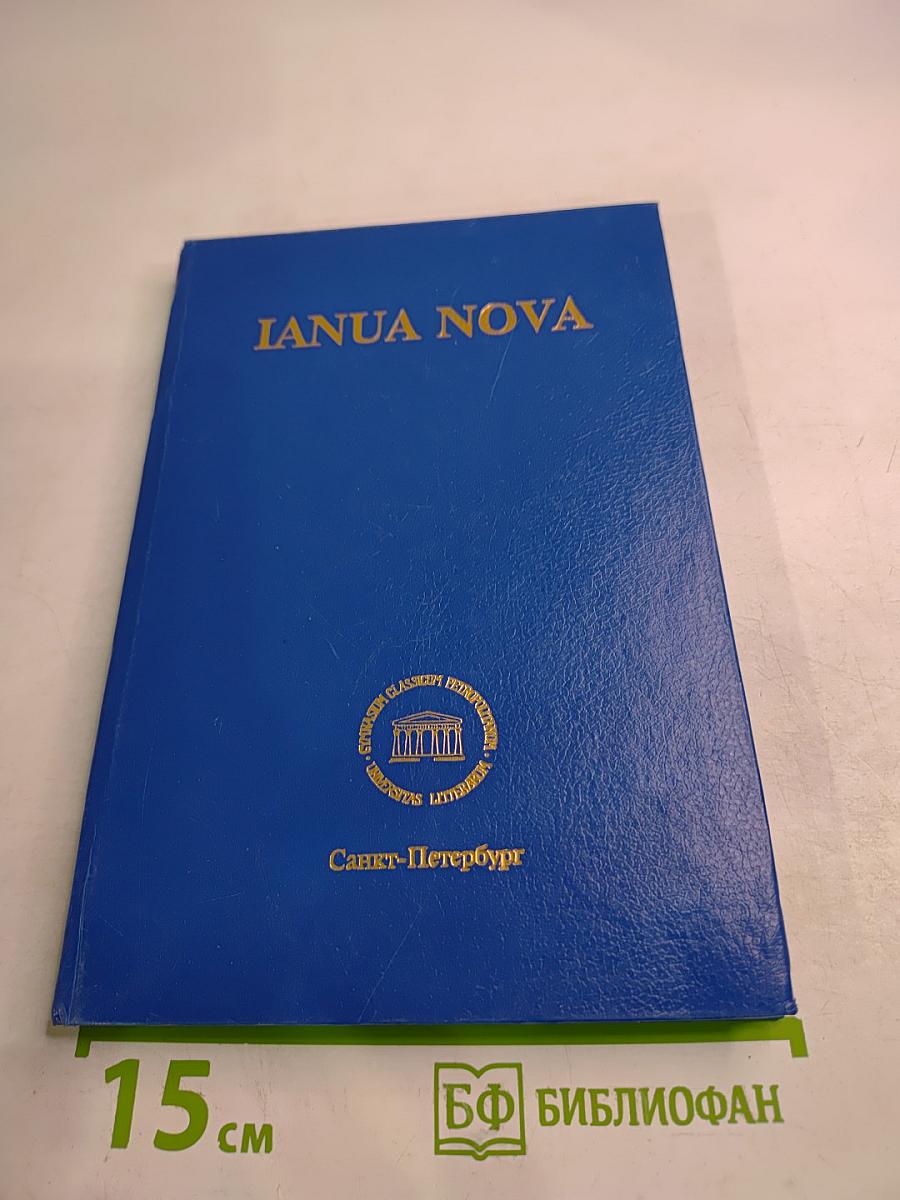 IANUA NOVA
GYMNASIUM CLASSICUM PETROPOLITANUM
UNIVERSITAS LITTERARUM
Санкт-Петербург
15 см
БФ БИБЛИОФАН